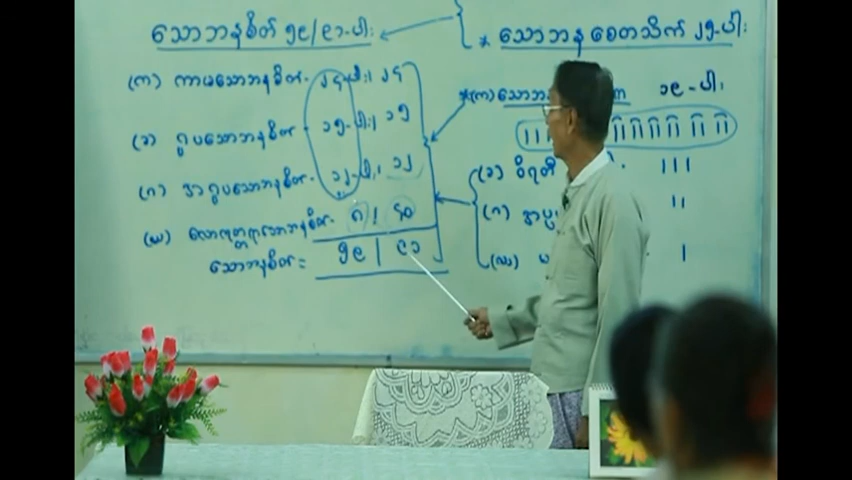 သောဘနစိတ် ၅၉/၉၁-ပါး
(က) ကာမသောဘနစိတ် - ၂၄-ပါး၊ ၂၄
(ခ) ရူပသောဘနစိတ် - ၁၅-ပါး၊ ၁၅
(ဂ) အရူပသောဘနစိတ် - ၁၂-ပါး၊ ၁၂
(ဃ) လောကုတ္တရာသောဘနစိတ် - ၈ | ၄၀
သောဘနစိတ် = ၅၉ | ၉၁
* သောဘန စေတသိက် ၂၅-ပါး
*(က) ၁၉-ပါး
(ခ) ဝိရတီ ၊၊၊
(ဂ) ၊၊
(ဃ) ၊